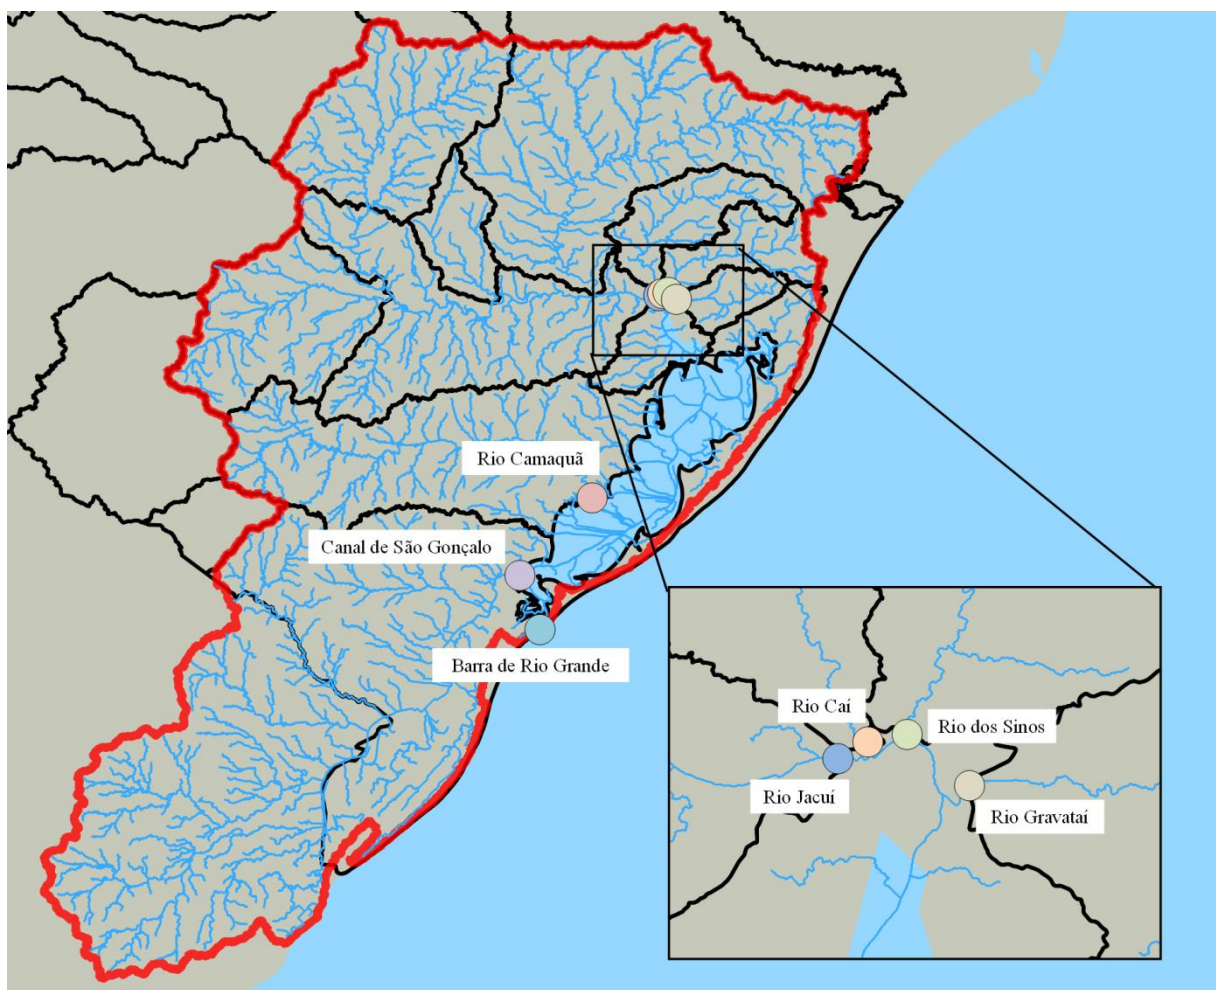 Rio Camaquã
Canal de São Gonçalo
Barra de Rio Grande
Rio Caí
Rio dos Sinos
Rio Jacuí
Rio Gravataí